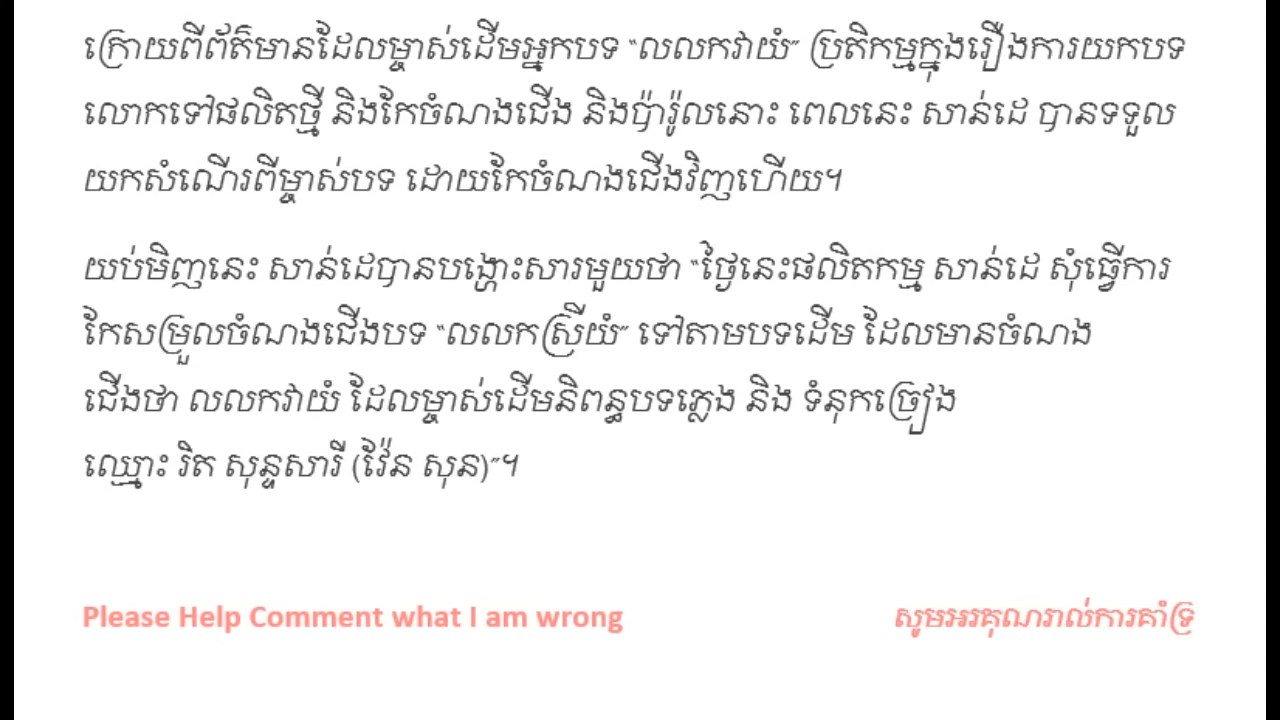 ក្រោយពីព័ត៌មានដែលម្ចាស់ដើមអ្នកបទ “លលកវាយំ” ប្រតិកម្មក្នុងរឿងការយកបទ
លោកទៅផលិតថ្មី និងកែចំណងជើង និងប៉ារ៉ូលនោះ ពេលនេះ សាន់ដេ បានទទួល
យកសំណើរពីម្ចាស់បទ ដោយកែចំណងជើងវិញហើយ។
យប់មិញនេះ សាន់ដេបានបង្ហោះសារមួយថា “ថ្ងៃនេះផលិតកម្ម សាន់ដេ សុំធ្វើការ
កែសម្រួលចំណងជើងបទ “លលកស្រីយំ” ទៅតាមបទដើម ដែលមានចំណង
ជើងថា លលកវាយំ ដែលម្ចាស់ដើមនិពន្ធបទភ្លេង និង ទំនុកច្រៀង
ឈ្មោះ រិត សុន្ទសារី (វ៉ែន សុន)”។
Please Help Comment what I am wrong
សូមអរគុណរាល់ការគាំទ្រ